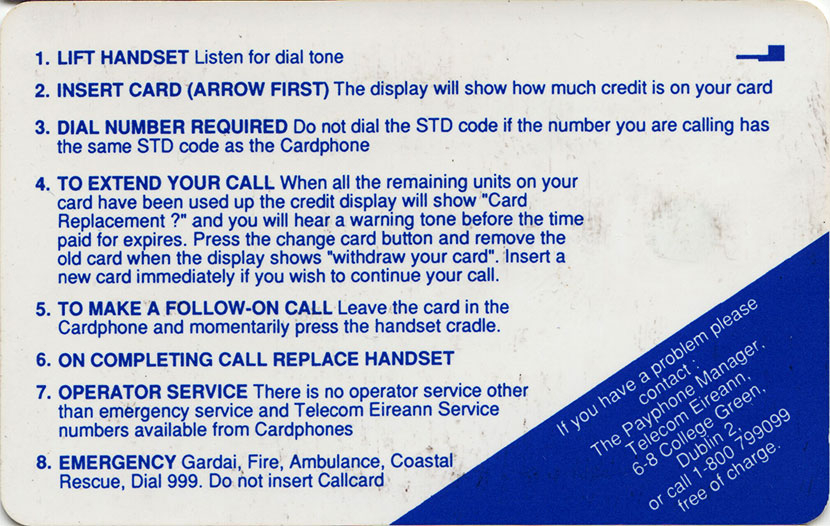 1. LIFT HANDSET Listen for dial tone
2. INSERT CARD (ARROW FIRST) The display will show how much credit is on your card
3. DIAL NUMBER REQUIRED Do not dial the STD code if the number you are calling has
the same STD code as the Cardphone
4. TO EXTEND YOUR CALL When all the remaining units on your
card have been used up the credit display will show "Card
Replacement ?" and you will hear a warning tone before the time
paid for expires. Press the change card button and remove the
old card when the display shows "withdraw your card". Insert a
new card immediately if you wish to continue your call.
5. TO MAKE A FOLLOW-ON CALL Leave the card in the
Cardphone and momentarily press the handset cradle.
6. ON COMPLETING CALL REPLACE HANDSET
7. OPERATOR SERVICE There is no operator service other
than emergency service and Telecom Eireann Service
numbers available from Cardphones
8. EMERGENCY Gardai, Fire, Ambulance, Coastal
Rescue, Dial 999. Do not insert Callcard
If you have a problem please
contact :
The Payphone Manager,
Telecom Eireann,
6-8 College Green,
Dublin 2,
or call 1-800 799099
free of charge.